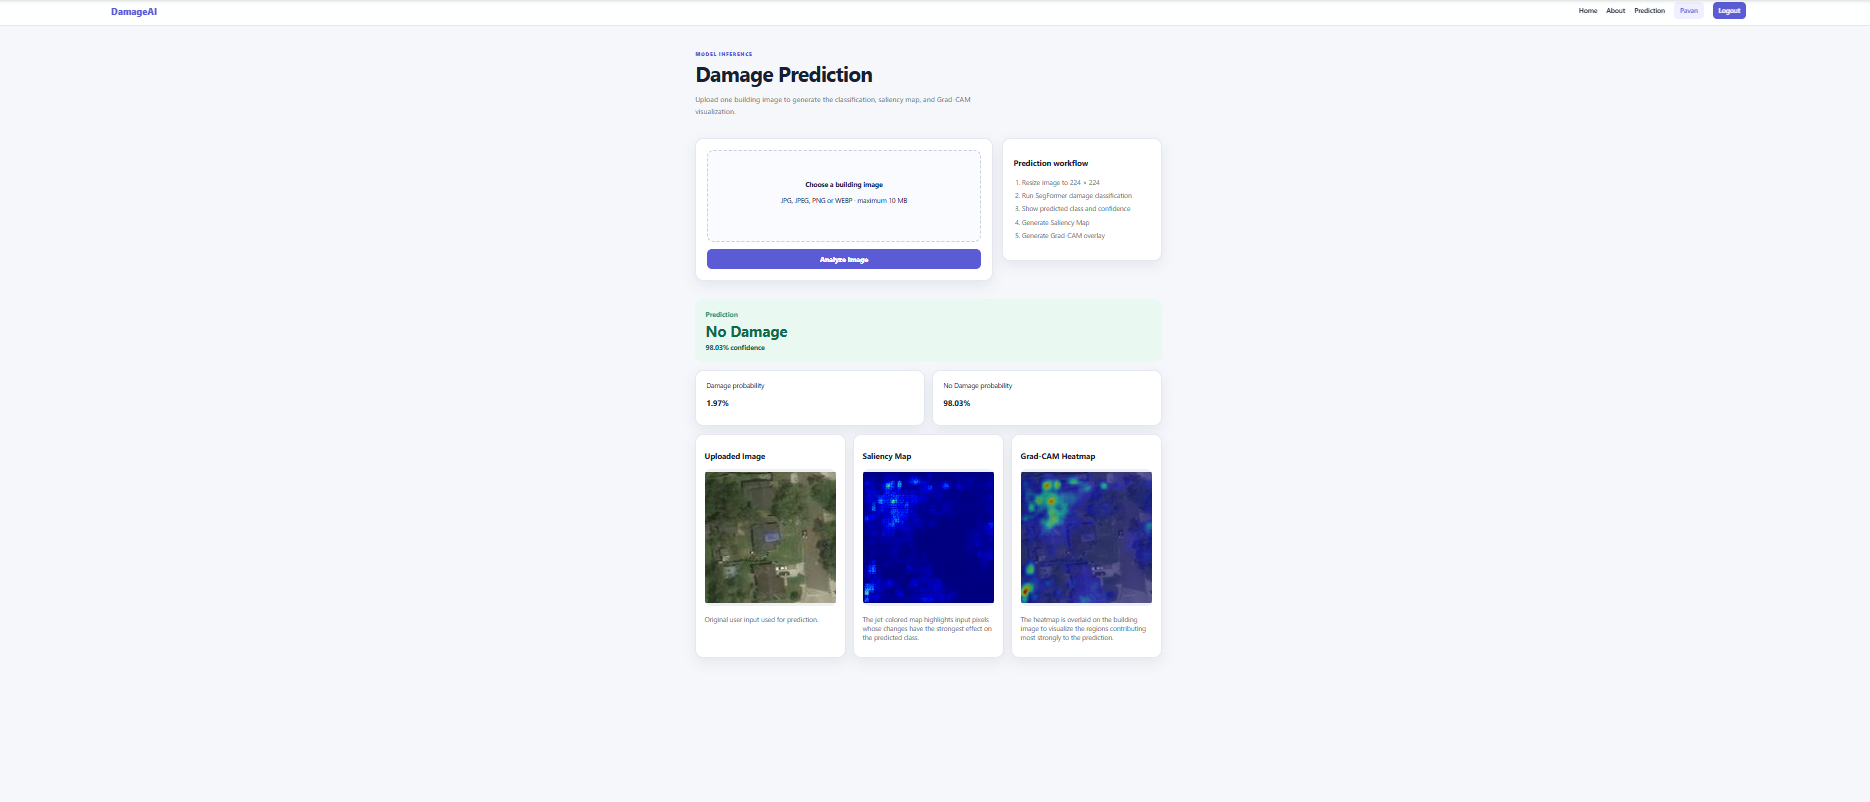 DamageAI
Home
About
Prediction
Pavan
Logout
MODEL INFERENCE
Damage Prediction
Upload one building image to generate the classification, saliency map, and Grad-CAM
visualization.
Choose a building image
JPG, JPEG, PNG or WEBP · maximum 10 MB
Analyze Image
Prediction workflow
1. Resize image to 224 × 224
2. Run SegFormer damage classification
3. Show predicted class and confidence
4. Generate Saliency Map
5. Generate Grad-CAM overlay
Prediction
No Damage
98.03% confidence
Damage probability
1.97%
No Damage probability
98.03%
Uploaded Image
Original user input used for prediction.
Saliency Map
The jet-colored map highlights input pixels
whose changes have the strongest effect on
the predicted class.
Grad-CAM Heatmap
The heatmap is overlaid on the building
image to visualize the regions contributing
most strongly to the prediction.